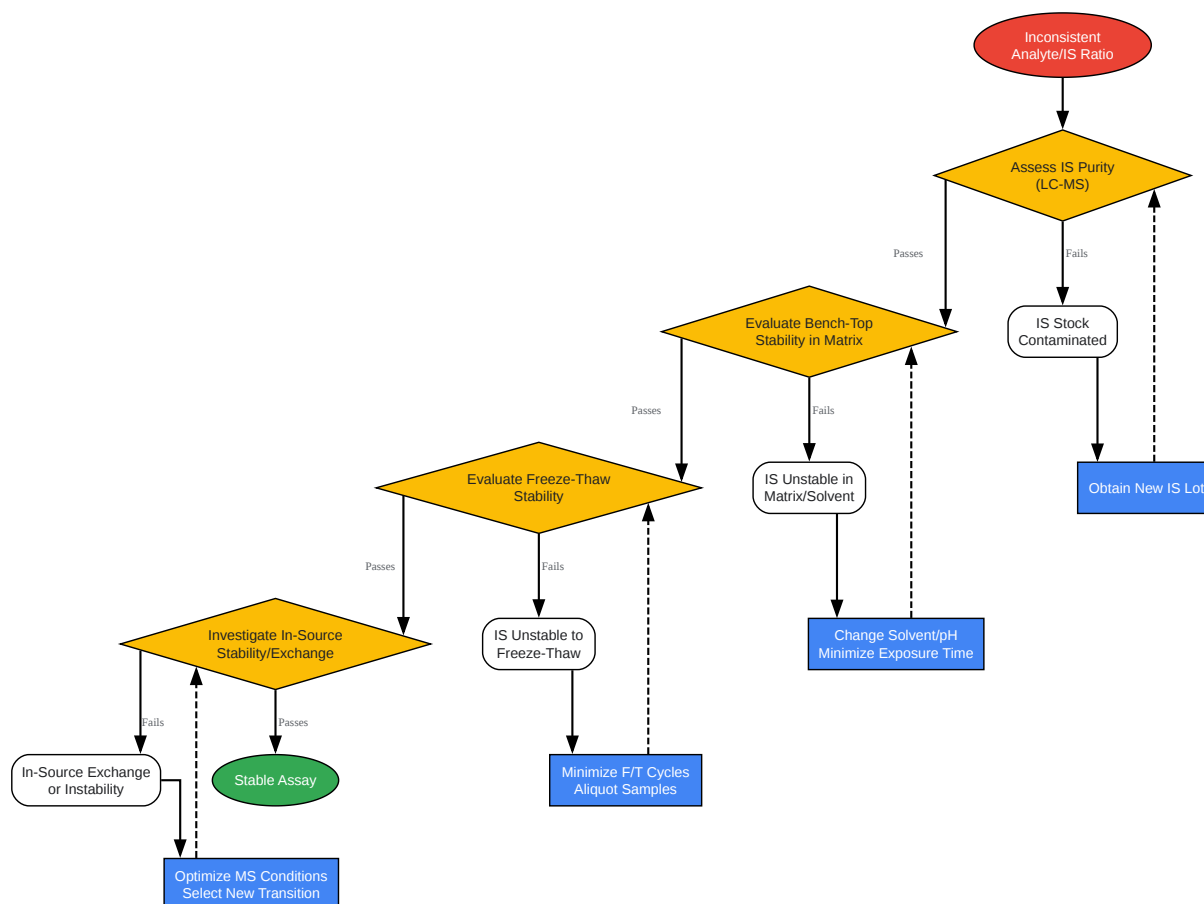 Inconsistent
Analyte/IS Ratio
Assess IS Purity
(LC-MS)
Passes
Fails
Evaluate Bench-Top
Stability in Matrix
IS Stock
Contaminated
Passes
Fails
Evaluate Freeze-Thaw
Stability
IS Unstable in
Matrix/Solvent
Obtain New IS Lot
Passes
Fails
Investigate In-Source
Stability/Exchange
IS Unstable to
Freeze-Thaw
Change Solvent/pH
Minimize Exposure Time
Fails
Passes
In-Source Exchange
or Instability
Stable Assay
Minimize F/T Cycles
Aliquot Samples
Optimize MS Conditions
Select New Transition